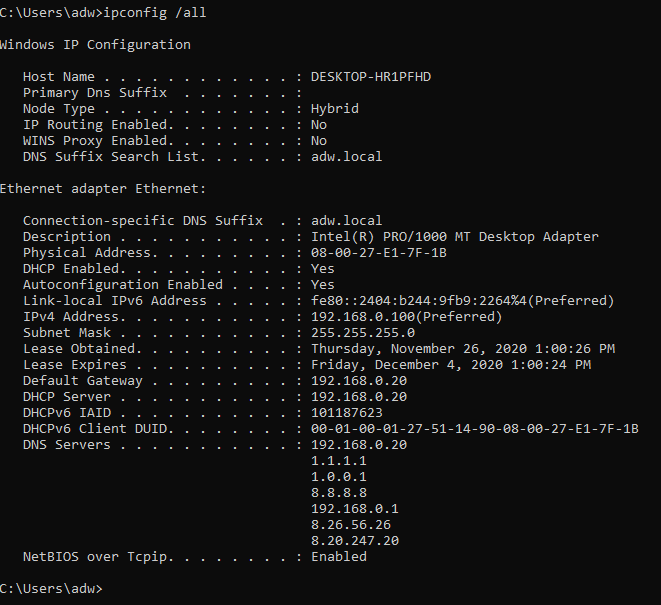 C:\Users\adw>ipconfig /all
Windows IP Configuration
Host Name . . . . . . . . . . . . : DESKTOP-HR1PFHD
Primary Dns Suffix  . . . . . . . :
Node Type . . . . . . . . . . . . : Hybrid
IP Routing Enabled. . . . . . . . : No
WINS Proxy Enabled. . . . . . . . : No
DNS Suffix Search List. . . . . . : adw.local
Ethernet adapter Ethernet:
Connection-specific DNS Suffix  . : adw.local
Description . . . . . . . . . . . : Intel(R) PRO/1000 MT Desktop Adapter
Physical Address. . . . . . . . . : 08-00-27-E1-7F-1B
DHCP Enabled. . . . . . . . . . . : Yes
Autoconfiguration Enabled . . . . : Yes
Link-local IPv6 Address . . . . . : fe80::2404:b244:9fb9:2264%4(Preferred)
IPv4 Address. . . . . . . . . . . : 192.168.0.100(Preferred)
Subnet Mask . . . . . . . . . . . : 255.255.255.0
Lease Obtained. . . . . . . . . . : Thursday, November 26, 2020 1:00:26 PM
Lease Expires . . . . . . . . . . : Friday, December 4, 2020 1:00:24 PM
Default Gateway . . . . . . . . . : 192.168.0.20
DHCP Server . . . . . . . . . . . : 192.168.0.20
DHCPv6 IAID . . . . . . . . . . . : 101187623
DHCPv6 Client DUID. . . . . . . . : 00-01-00-01-27-51-14-90-08-00-27-E1-7F-1B
DNS Servers . . . . . . . . . . . : 192.168.0.20
1.1.1.1
1.0.0.1
8.8.8.8
192.168.0.1
8.26.56.26
8.20.247.20
NetBIOS over Tcpip. . . . . . . . : Enabled
C:\Users\adw>